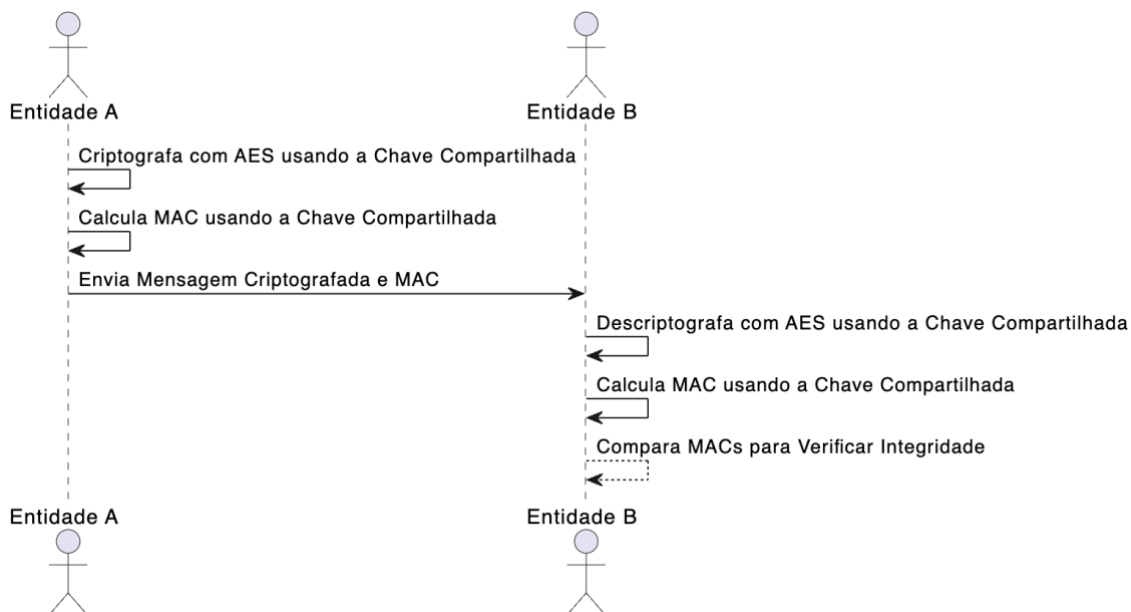 Entidade A
Entidade B
Criptografa com AES usando a Chave Compartilhada
Calcula MAC usando a Chave Compartilhada
Envia Mensagem Criptografada e MAC
Descriptografa com AES usando a Chave Compartilhada
Calcula MAC usando a Chave Compartilhada
Compara MACs para Verificar Integridade
Entidade A
Entidade B